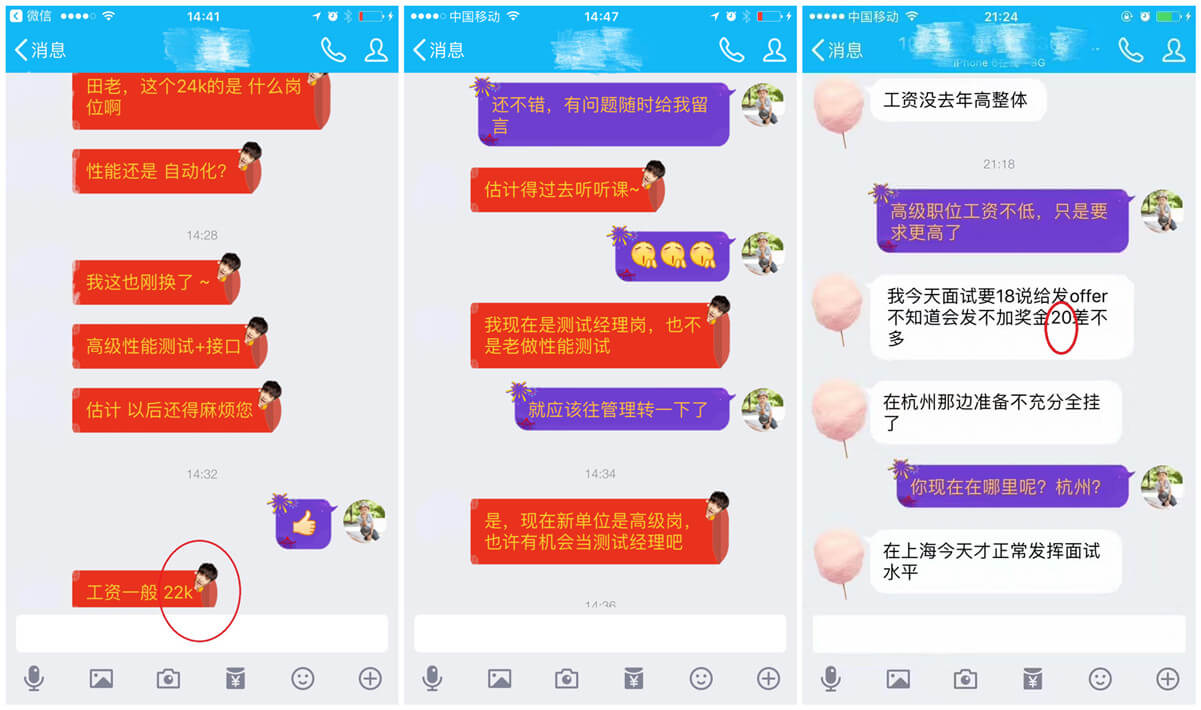 微信
14:41
消息
田老，这个24k的是 什么岗
位啊
性能还是 自动化？
14:28
我这也刚换了 ~
高级性能测试+接口
估计 以后还得麻烦您
14:32
工资一般 22k
中国移动
14:47
消息
还不错，有问题随时给我留
言
估计得过去听听课~
我现在是测试经理岗，也不
是老做性能测试
就应该往管理转一下了
14:34
是，现在新单位是高级岗，
也许有机会当测试经理吧
14:36
中国移动
21:24
消息
工资没去年高整体
21:18
高级职位工资不低，只是要
求更高了
我今天面试要18说给发offer
不知道会发不加奖金20差不
多
在杭州那边准备不充分全挂
了
你现在在哪里呢？杭州？
在上海今天才正常发挥面试
水平